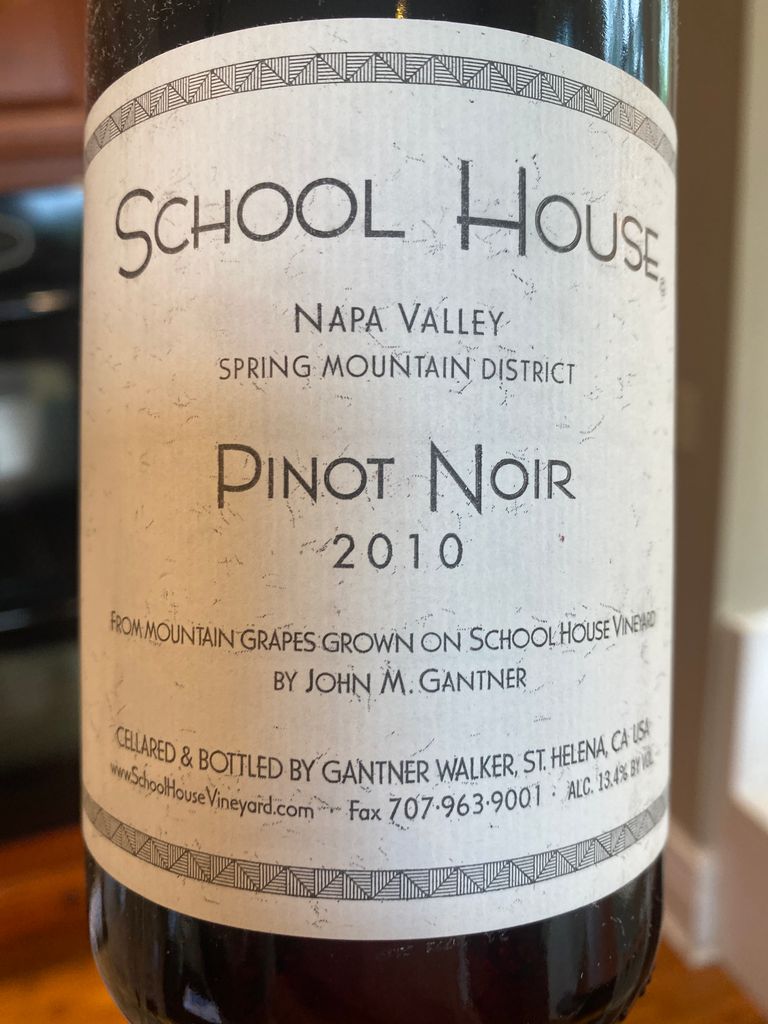 SCHOOL HOUSE®
NAPA VALLEY
SPRING MOUNTAIN DISTRICT
PINOT NOIR
2010
FROM MOUNTAIN GRAPES GROWN ON SCHOOL HOUSE VINEYARD
BY JOHN M. GANTNER
CELLARED & BOTTLED BY GANTNER WALKER, ST. HELENA, CA USA
www.SchoolHouseVineyard.com · Fax 707·963·9001 · ALC. 13.4% BY VOL.